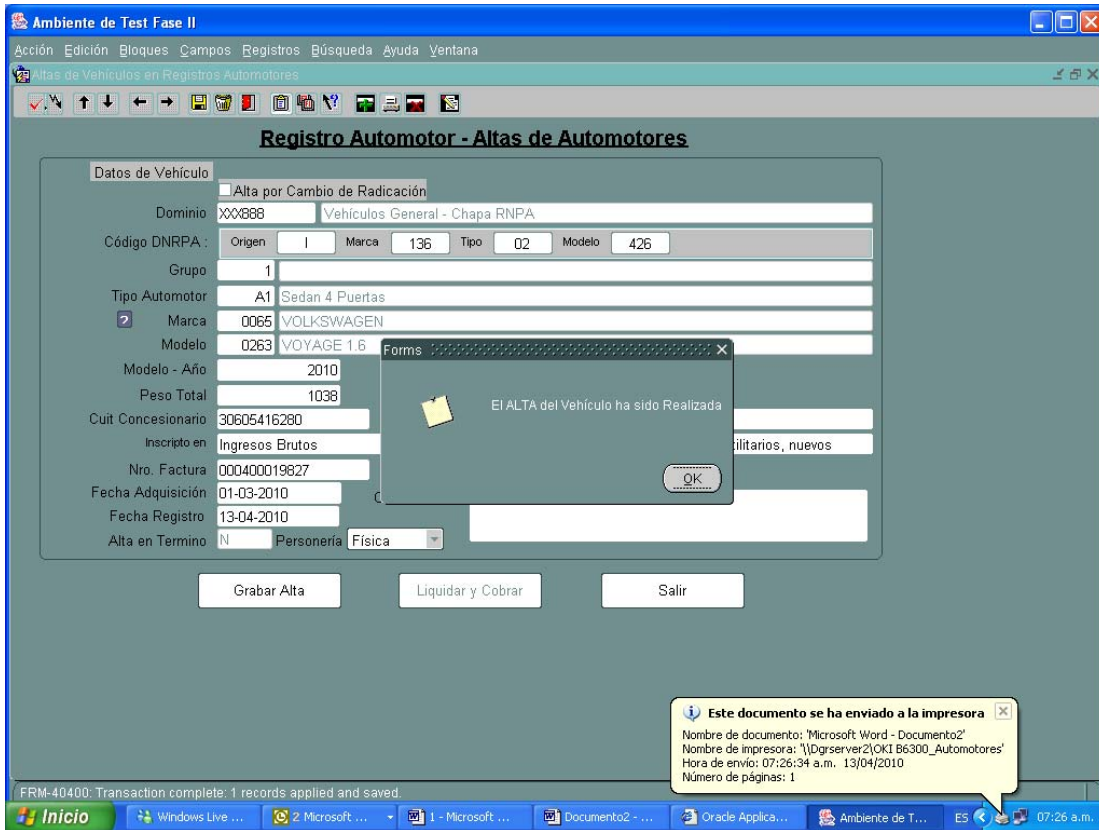 Ambiente de Test Fase II
Acción Edición Bloques Campos Registros Búsqueda Ayuda Ventana
Altas de Vehículos en Registros Automotores
Registro Automotor - Altas de Automotores
Datos de Vehículo
Alta por Cambio de Radicación
Dominio XXX888 Vehículos General - Chapa RNPA
Código DNRPA : Origen I Marca 136 Tipo 02 Modelo 426
Grupo 1
Tipo Automotor A1 Sedan 4 Puertas
? Marca 0065 VOLKSWAGEN
Modelo 0263 VOYAGE 1.6
Forms
Modelo - Año 2010
Peso Total 1038
El ALTA del Vehículo ha sido Realizada
Cuit Concesionario 30605416280
Inscripto en Ingresos Brutos ilitarios, nuevos
Nro. Factura 000400019827
OK
Fecha Adquisición 01-03-2010
Fecha Registro 13-04-2010
Alta en Termino N Personería Física
Grabar Alta Liquidar y Cobrar Salir
Este documento se ha enviado a la impresora
Nombre de documento: 'Microsoft Word - Documento2'
Nombre de impresora: '\\Dgrserver2\OKI B6300_Automotores'
Hora de envío: 07:26:34 a.m. 13/04/2010
Número de páginas: 1
FRM-40400: Transaction complete: 1 records applied and saved.
Inicio Windows Live ... 2 Microsoft ... 1 - Microsoft ... Documento2 - ... Oracle Applica... Ambiente de T... ES 07:26 a.m.